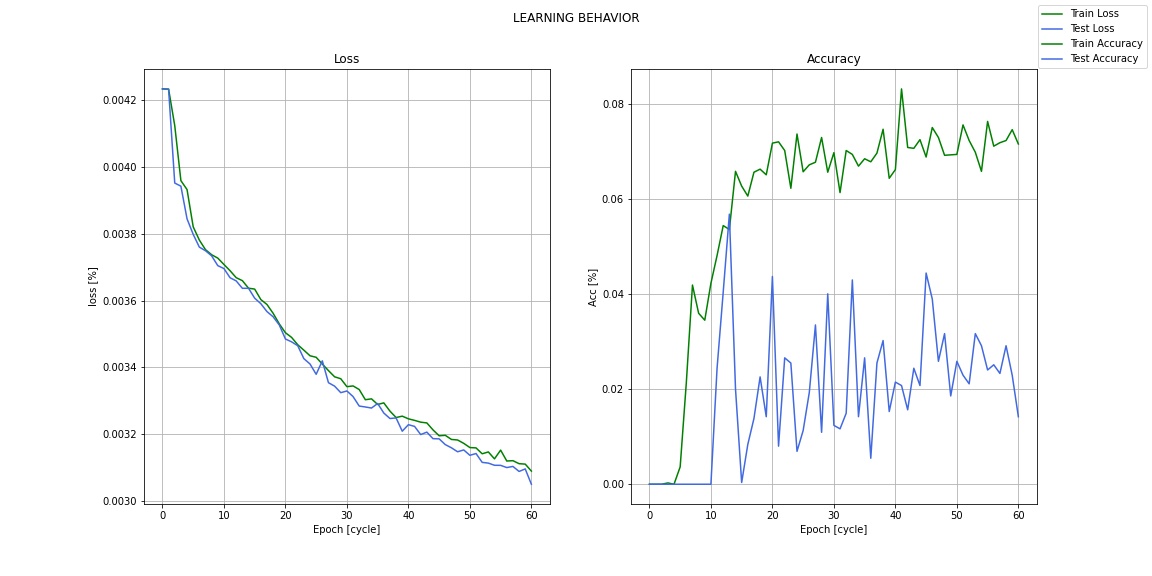 LEARNING BEHAVIOR
Train Loss
Test Loss
Train Accuracy
Test Accuracy
Loss
0.0042
0.0040
0.0038
0.0036
0.0034
0.0032
0.0030
loss [%]
0 10 20 30 40 50 60
Epoch [cycle]
Accuracy
0.08
0.06
0.04
0.02
0.00
Acc [%]
0 10 20 30 40 50 60
Epoch [cycle]